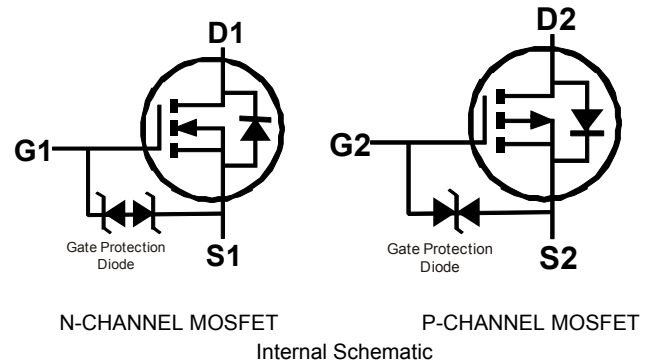 D1
D2
G1
G2
Gate Protection
Diode
S1
Gate Protection
Diode
S2
N-CHANNEL MOSFET
P-CHANNEL MOSFET
Internal Schematic